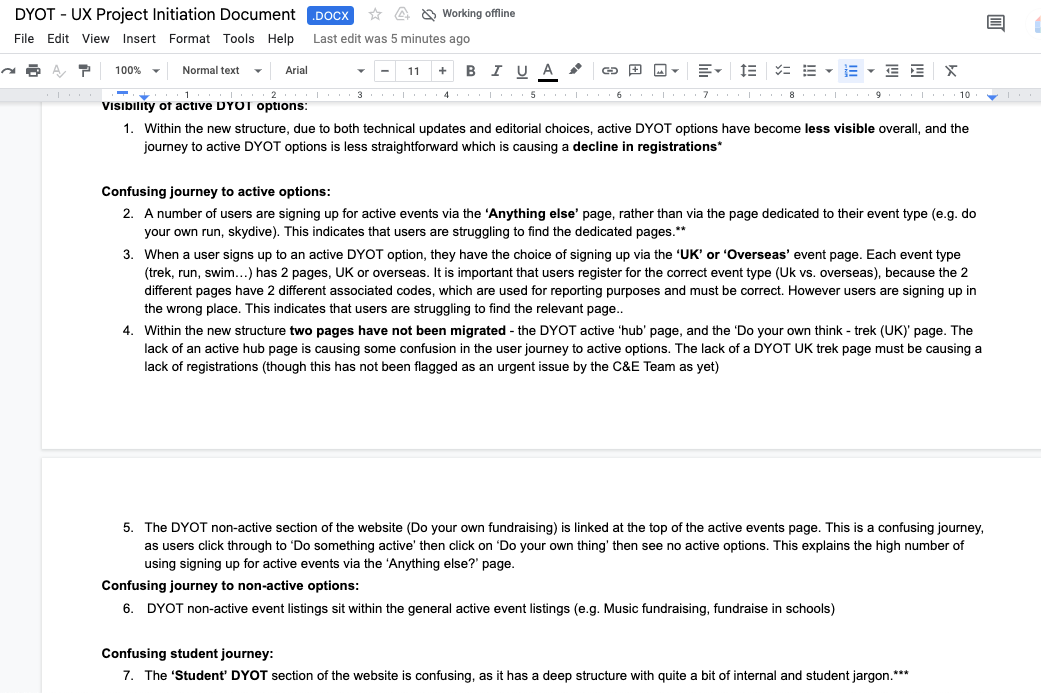 DYOT - UX Project Initiation Document .DOCX Working offline
File Edit View Insert Format Tools Help Last edit was 5 minutes ago
100% Normal text Arial - 11 + B I U A
1 2 3 4 5 6 7 8 9 10
Visibility of active DYOT options:
1. Within the new structure, due to both technical updates and editorial choices, active DYOT options have become less visible overall, and the
journey to active DYOT options is less straightforward which is causing a decline in registrations*
Confusing journey to active options:
2. A number of users are signing up for active events via the ‘Anything else’ page, rather than via the page dedicated to their event type (e.g. do
your own run, skydive). This indicates that users are struggling to find the dedicated pages.**
3. When a user signs up to an active DYOT option, they have the choice of signing up via the ‘UK’ or ‘Overseas’ event page. Each event type
(trek, run, swim…) has 2 pages, UK or overseas. It is important that users register for the correct event type (Uk vs. overseas), because the 2
different pages have 2 different associated codes, which are used for reporting purposes and must be correct. However users are signing up in
the wrong place. This indicates that users are struggling to find the relevant page..
4. Within the new structure two pages have not been migrated - the DYOT active ‘hub’ page, and the ‘Do your own think - trek (UK)’ page. The
lack of an active hub page is causing some confusion in the user journey to active options. The lack of a DYOT UK trek page must be causing a
lack of registrations (though this has not been flagged as an urgent issue by the C&E Team as yet)
5. The DYOT non-active section of the website (Do your own fundraising) is linked at the top of the active events page. This is a confusing journey,
as users click through to ‘Do something active’ then click on ‘Do your own thing’ then see no active options. This explains the high number of
using signing up for active events via the ‘Anything else?’ page.
Confusing journey to non-active options:
6. DYOT non-active event listings sit within the general active event listings (e.g. Music fundraising, fundraise in schools)
Confusing student journey:
7. The ‘Student’ DYOT section of the website is confusing, as it has a deep structure with quite a bit of internal and student jargon.***